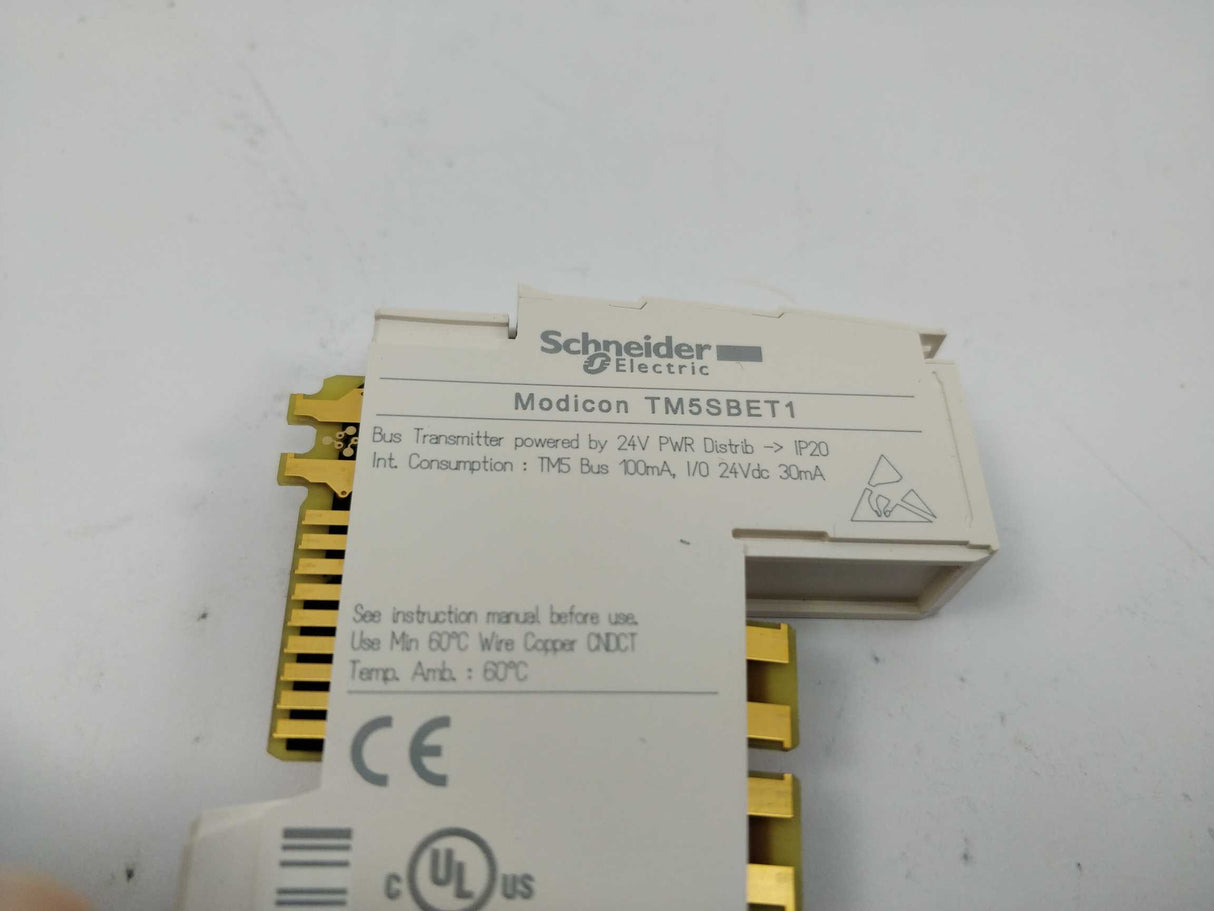 Schneider
Electric
Modicon TM5SBET1
Bus Transmitter powered by 24V PWR Distrib -> IP20
Int. Consumption : TM5 Bus 100mA, I/O 24Vdc 30mA
See instruction manual before use.
Use Min 60°C Wire Copper CNDCT
Temp. Amb. : 60°C
CE
C UL US